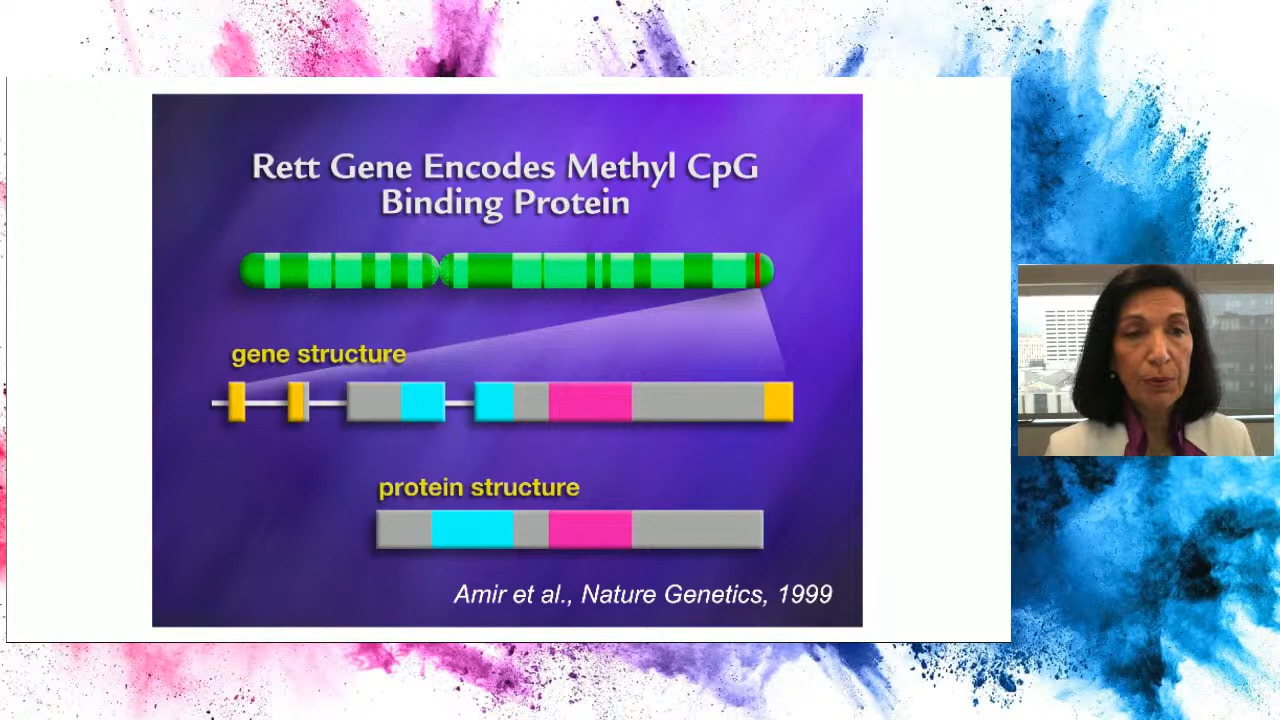 Rett Gene Encodes Methyl CpG
Binding Protein
gene structure
protein structure
Amir et al., Nature Genetics, 1999